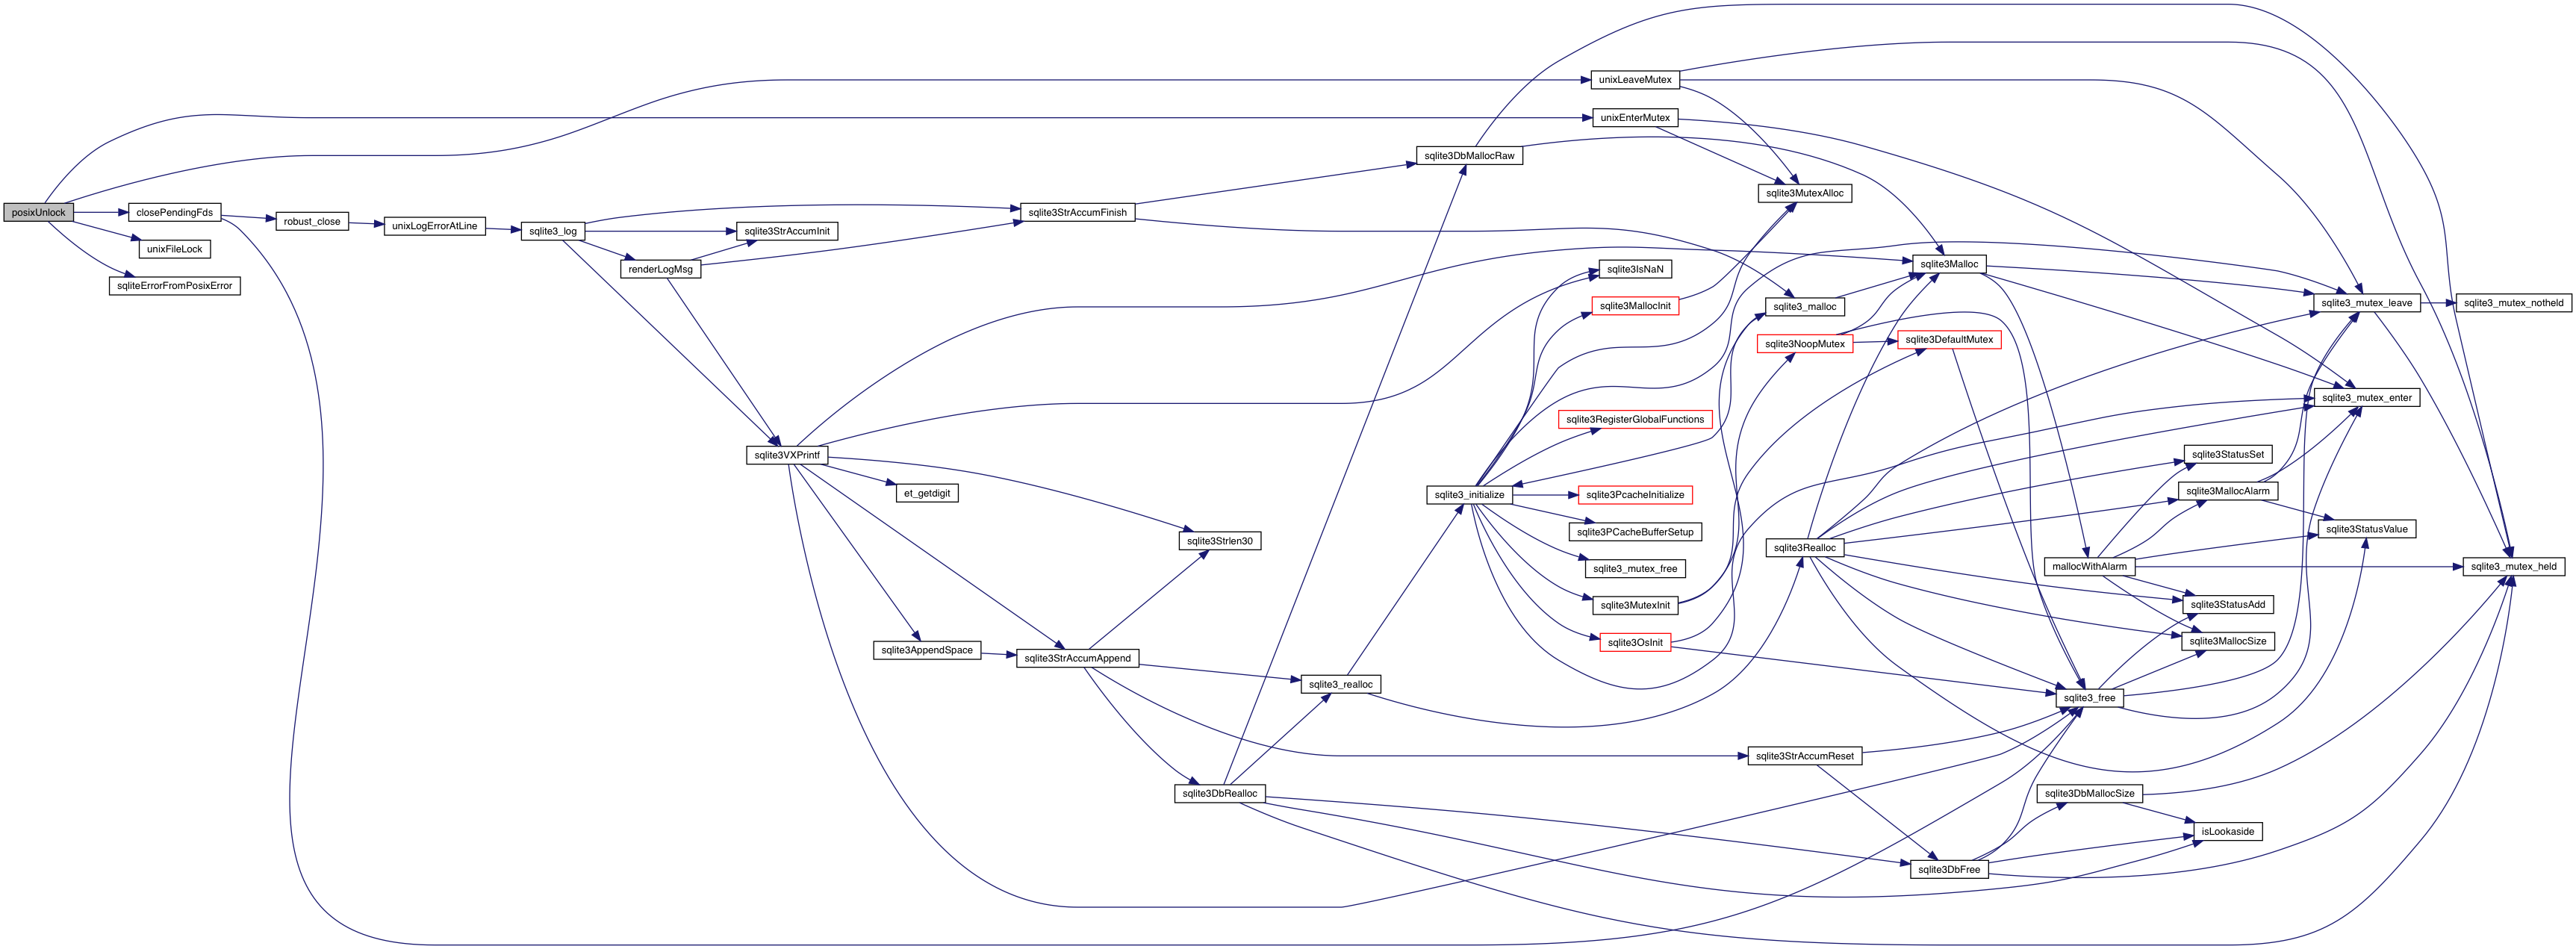 posixUnlock
closePendingFds
unixFileLock
sqliteErrorFromPosixError
robust_close
unixLogErrorAtLine
sqlite3_log
renderLogMsg
sqlite3StrAccumInit
sqlite3VXPrintf
et_getdigit
sqlite3AppendSpace
sqlite3StrAccumFinish
sqlite3StrAccumAppend
sqlite3Strlen30
sqlite3DbRealloc
sqlite3_realloc
sqlite3DbMallocRaw
sqlite3_initialize
unixLeaveMutex
unixEnterMutex
sqlite3IsNaN
sqlite3MallocInit
sqlite3RegisterGlobalFunctions
sqlite3PcacheInitialize
sqlite3PCacheBufferSetup
sqlite3_mutex_free
sqlite3MutexInit
sqlite3OsInit
sqlite3MutexAlloc
sqlite3_malloc
sqlite3NoopMutex
sqlite3Realloc
sqlite3StrAccumReset
sqlite3Malloc
sqlite3DefaultMutex
sqlite3DbFree
mallocWithAlarm
sqlite3_free
sqlite3DbMallocSize
sqlite3StatusSet
sqlite3MallocAlarm
sqlite3StatusAdd
sqlite3MallocSize
isLookaside
sqlite3_mutex_leave
sqlite3_mutex_enter
sqlite3StatusValue
sqlite3_mutex_notheld
sqlite3_mutex_held